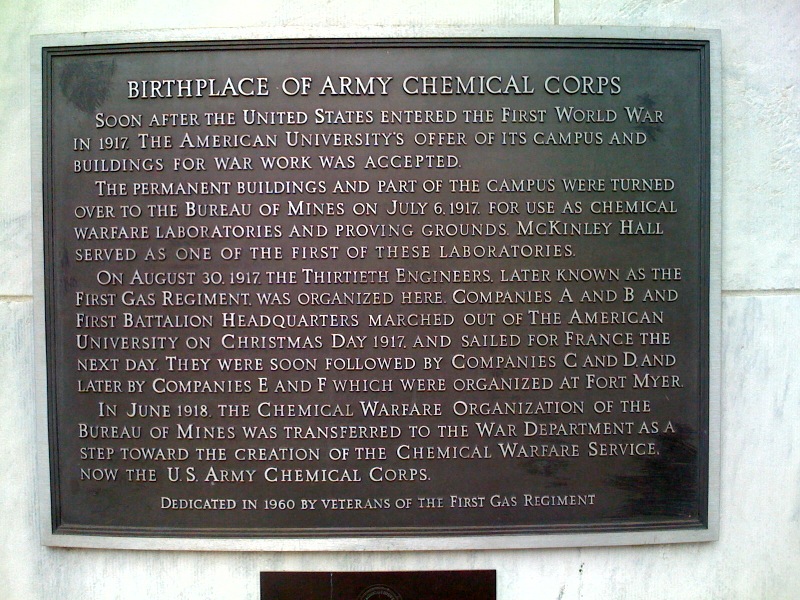 BIRTHPLACE OF ARMY CHEMICAL CORPS
SOON AFTER THE UNITED STATES ENTERED THE FIRST WORLD WAR
IN 1917, THE AMERICAN UNIVERSITY'S OFFER OF ITS CAMPUS AND
BUILDINGS FOR WAR WORK WAS ACCEPTED.
THE PERMANENT BUILDINGS AND PART OF THE CAMPUS WERE TURNED
OVER TO THE BUREAU OF MINES ON JULY 6, 1917, FOR USE AS CHEMICAL
WARFARE LABORATORIES AND PROVING GROUNDS. MCKINLEY HALL
SERVED AS ONE OF THE FIRST OF THESE LABORATORIES.
ON AUGUST 30, 1917, THE THIRTIETH ENGINEERS, LATER KNOWN AS THE
FIRST GAS REGIMENT, WAS ORGANIZED HERE. COMPANIES A AND B AND
FIRST BATTALION HEADQUARTERS MARCHED OUT OF THE AMERICAN
UNIVERSITY ON CHRISTMAS DAY 1917, AND SAILED FOR FRANCE THE
NEXT DAY. THEY WERE SOON FOLLOWED BY COMPANIES C AND D, AND
LATER BY COMPANIES E AND F WHICH WERE ORGANIZED AT FORT MYER.
IN JUNE 1918, THE CHEMICAL WARFARE ORGANIZATION OF THE
BUREAU OF MINES WAS TRANSFERRED TO THE WAR DEPARTMENT AS A
STEP TOWARD THE CREATION OF THE CHEMICAL WARFARE SERVICE,
NOW THE U.S. ARMY CHEMICAL CORPS.
DEDICATED IN 1960 BY VETERANS OF THE FIRST GAS REGIMENT